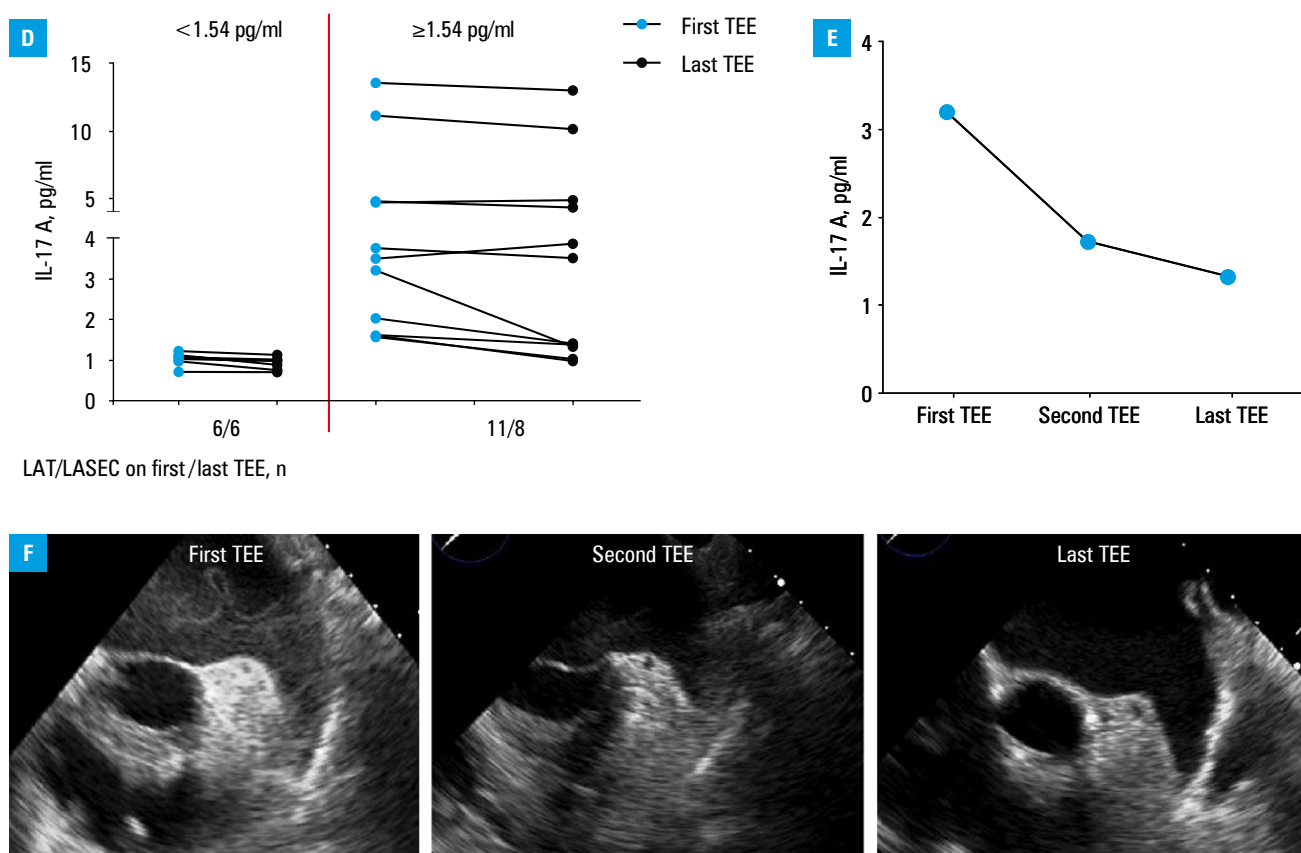 D
<1.54 pg/ml
≥1.54 pg/ml
First TEE
Last TEE
IL-17 A, pg/ml
15
10
5
4
3
2
1
0
6/6
11/8
LAT/LASEC on first/last TEE, n
E
IL-17 A, pg/ml
4
3
2
1
0
First TEE
Second TEE
Last TEE
F
First TEE
Second TEE
Last TEE